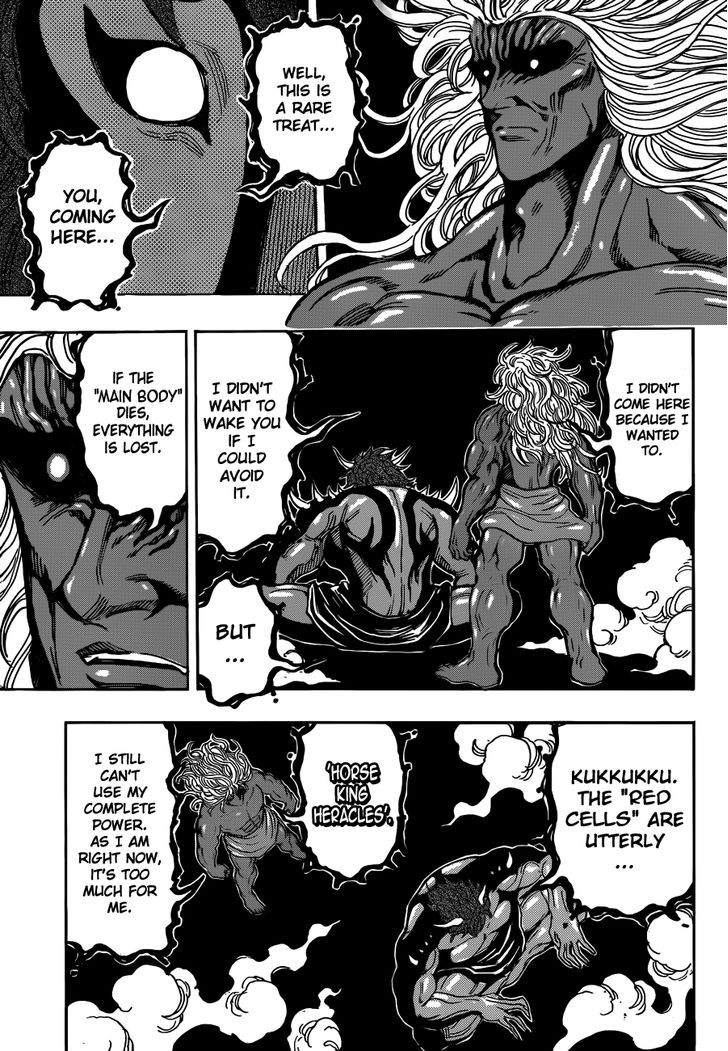 WELL,
THIS IS
A RARE
TREAT...
YOU,
COMING
HERE...
I DIDN'T
COME HERE
BECAUSE I
WANTED
TO.
I DIDN'T
WANT TO
WAKE YOU
IF I
COULD
AVOID
IT.
BUT
...
IF THE
"MAIN BODY"
DIES,
EVERYTHING
IS LOST.
KUKKUKKU.
THE "RED
CELLS" ARE
UTTERLY
...
'HORSE
KING
HERACLES'.
I STILL
CAN'T
USE MY
COMPLETE
POWER.
AS I AM
RIGHT NOW,
IT'S TOO
MUCH FOR
ME.